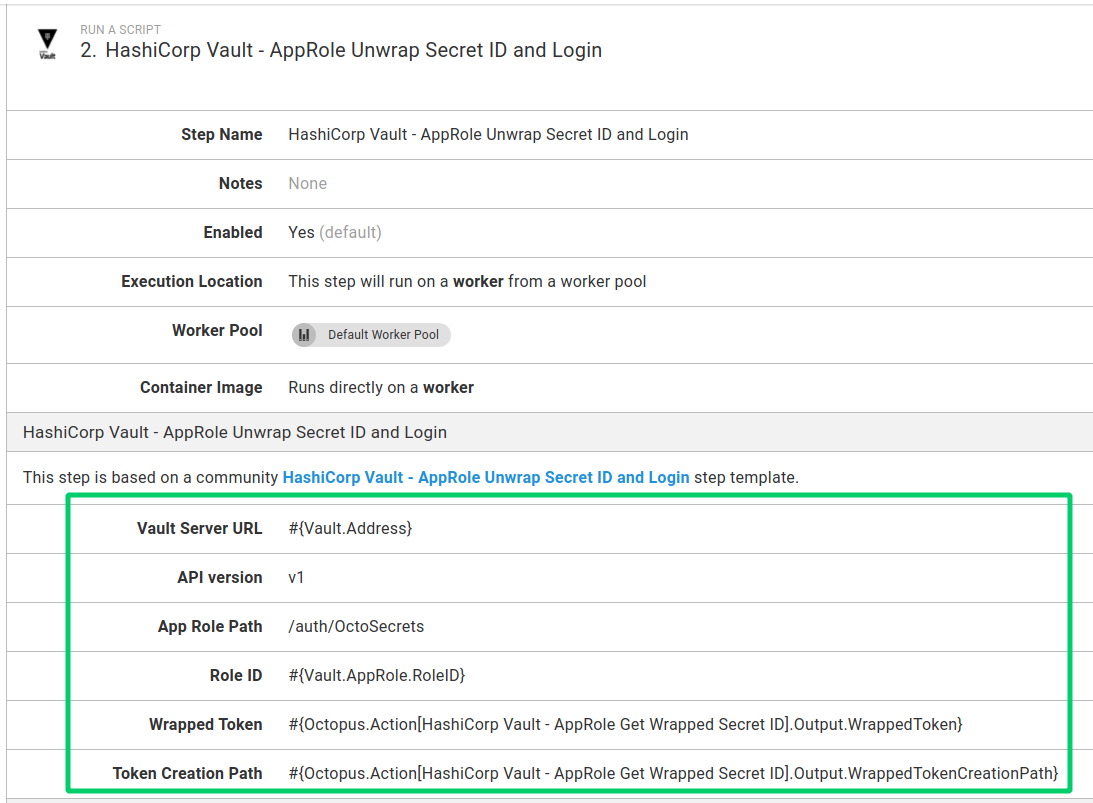 RUN A SCRIPT
2. HashiCorp Vault - AppRole Unwrap Secret ID and Login
Vault
Step Name HashiCorp Vault - AppRole Unwrap Secret ID and Login
Notes None
Enabled Yes (default)
Execution Location This step will run on a worker from a worker pool
Worker Pool Default Worker Pool
Container Image Runs directly on a worker
HashiCorp Vault - AppRole Unwrap Secret ID and Login
This step is based on a community HashiCorp Vault - AppRole Unwrap Secret ID and Login step template.
Vault Server URL #{Vault.Address}
API version v1
App Role Path /auth/OctoSecrets
Role ID #{Vault.AppRole.RoleID}
Wrapped Token #{Octopus.Action[HashiCorp Vault - AppRole Get Wrapped Secret ID].Output.WrappedToken}
Token Creation Path #{Octopus.Action[HashiCorp Vault - AppRole Get Wrapped Secret ID].Output.WrappedTokenCreationPath}